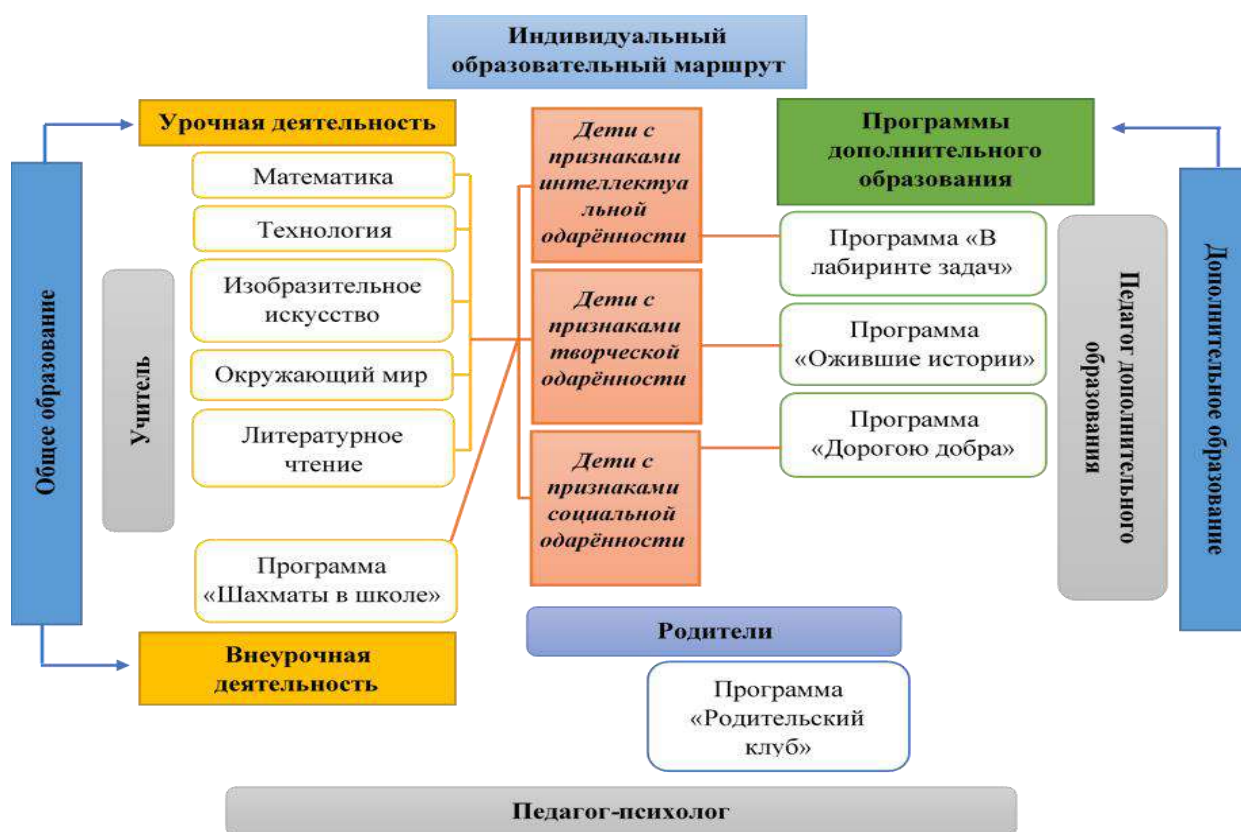 Индивидуальный
образовательный маршрут
Урочная деятельность
Математика
Технология
Изобразительное
искусство
Окружающий мир
Литературное
чтение
Программа
«Шахматы в школе»
Внеурочная
деятельность
Общее образование
Учитель
Дети с
признаками
интеллектуа
льной
одарённости
Дети с
признаками
творческой
одарённости
Дети с
признаками
социальной
одарённости
Программы
дополнительного
образования
Программа «В
лабиринте задач»
Программа
«Ожившие истории»
Программа
«Дорогою добра»
Педагог дополнительного
образования
Дополнительное образование
Родители
Программа
«Родительский
клуб»
Педагог-психолог